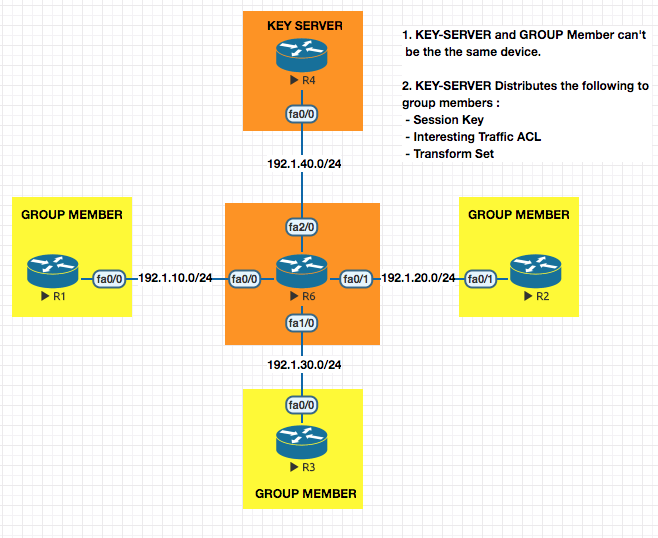 KEY SERVER
R4
fa0/0
1. KEY-SERVER and GROUP Member can't
be the the same device.
2. KEY-SERVER Distributes the following to
group members :
- Session Key
- Interesting Traffic ACL
- Transform Set
192.1.40.0/24
GROUP MEMBER
R1
fa0/0
192.1.10.0/24
fa2/0
fa0/0
R6
fa0/1
fa1/0
192.1.20.0/24
GROUP MEMBER
fa0/1
R2
192.1.30.0/24
fa0/0
R3
GROUP MEMBER